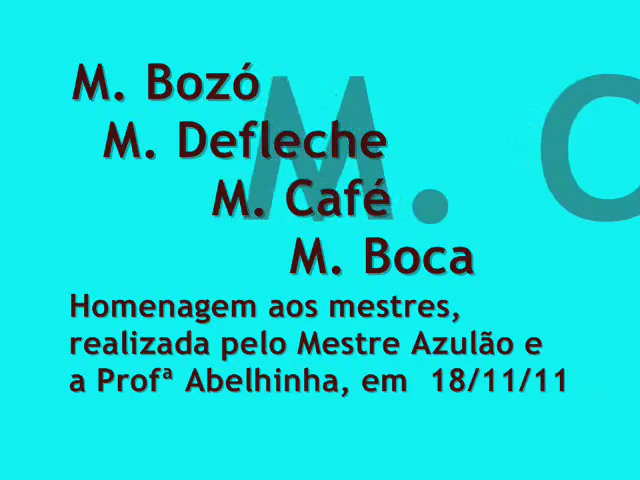 M. Bozó
M. Defleche
M. Café
M. Boca
Homenagem aos mestres,
realizada pelo Mestre Azulão e
a Profª Abelhinha, em 18/11/11
M. C